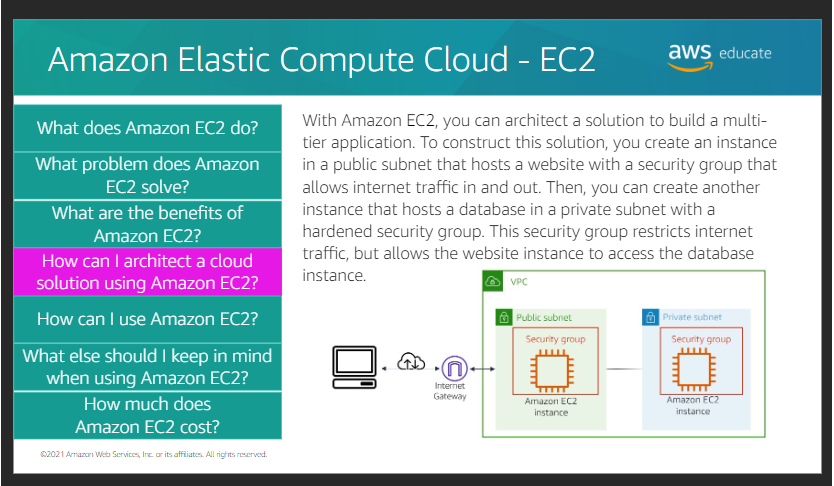 Amazon Elastic Compute Cloud - EC2
aws educate
What does Amazon EC2 do?
What problem does Amazon
EC2 solve?
What are the benefits of
Amazon EC2?
How can I architect a cloud
solution using Amazon EC2?
How can I use Amazon EC2?
What else should I keep in mind
when using Amazon EC2?
How much does
Amazon EC2 cost?
With Amazon EC2, you can architect a solution to build a multi-
tier application. To construct this solution, you create an instance
in a public subnet that hosts a website with a security group that
allows internet traffic in and out. Then, you can create another
instance that hosts a database in a private subnet with a
hardened security group. This security group restricts internet
traffic, but allows the website instance to access the database
instance.
VPC
Public subnet
Security group
Amazon EC2
instance
Private subnet
Security group
Amazon EC2
instance
Internet
Gateway
©2021 Amazon Web Services, Inc. or its affiliates. All rights reserved.